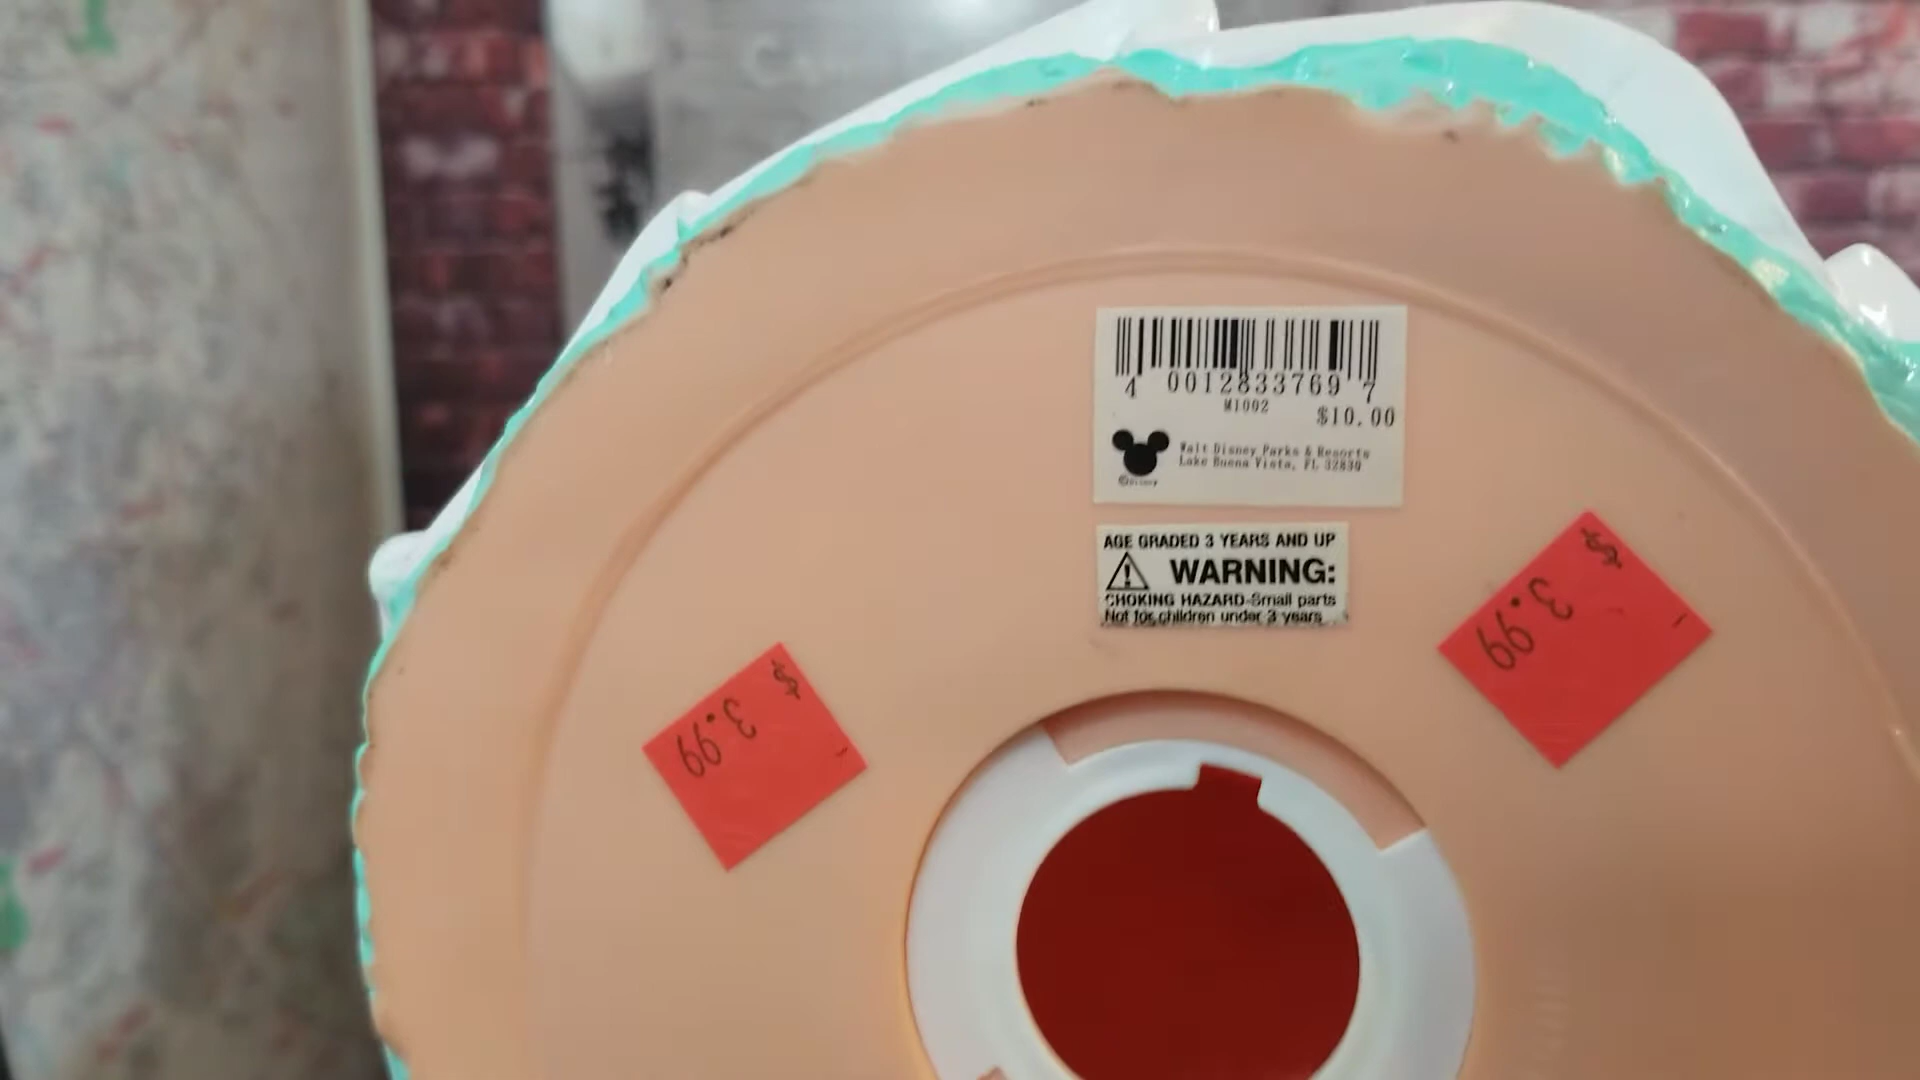 4 0012833769 7
M1002
$10.00
Walt Disney Parks & Resorts
Lake Buena Vista, FL 32830
©Disney
AGE GRADED 3 YEARS AND UP
WARNING:
CHOKING HAZARD-Small parts
Not for children under 3 years
$
3.99
$
3.99